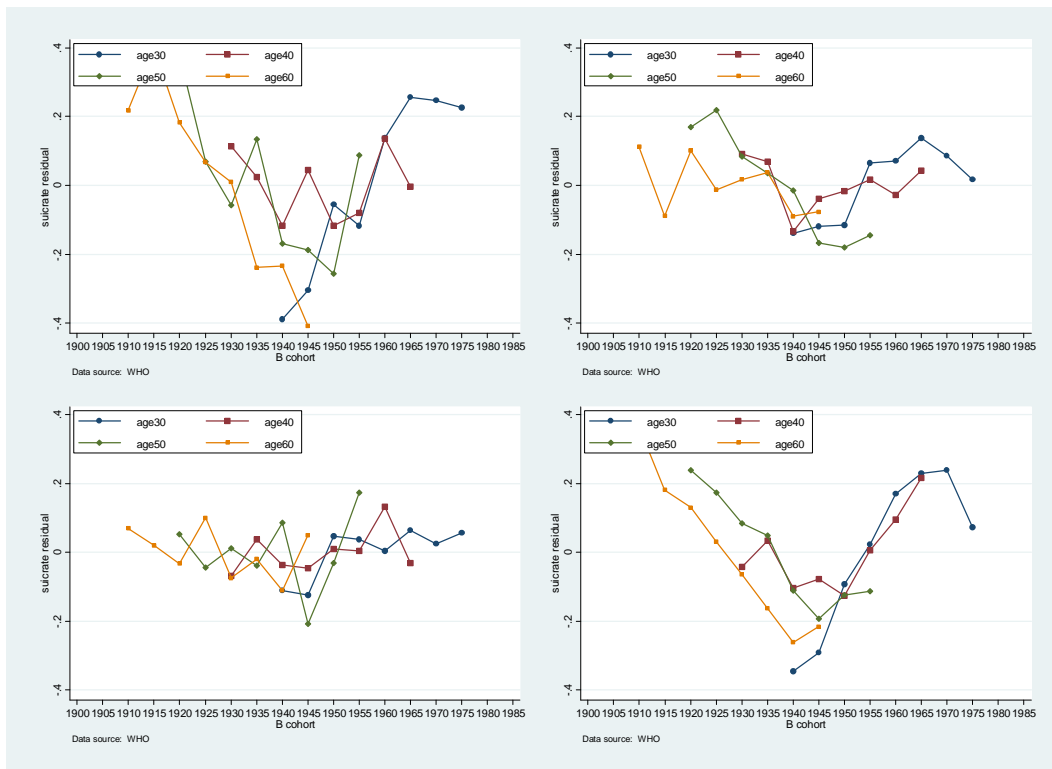 age30 age40
age50 age60
.4
.2
0
-.2
-.4
suicrate residual
1900 1905 1910 1915 1920 1925 1930 1935 1940 1945 1950 1955 1960 1965 1970 1975 1980 1985
B cohort
Data source: WHO
age30 age40
age50 age60
.4
.2
0
-.2
-.4
suicrate residual
1900 1905 1910 1915 1920 1925 1930 1935 1940 1945 1950 1955 1960 1965 1970 1975 1980 1985
B cohort
Data source: WHO
age30 age40
age50 age60
.4
.2
0
-.2
-.4
suicrate residual
1900 1905 1910 1915 1920 1925 1930 1935 1940 1945 1950 1955 1960 1965 1970 1975 1980 1985
B cohort
Data source: WHO
age30 age40
age50 age60
.4
.2
0
-.2
-.4
suicrate residual
1900 1905 1910 1915 1920 1925 1930 1935 1940 1945 1950 1955 1960 1965 1970 1975 1980 1985
B cohort
Data source: WHO